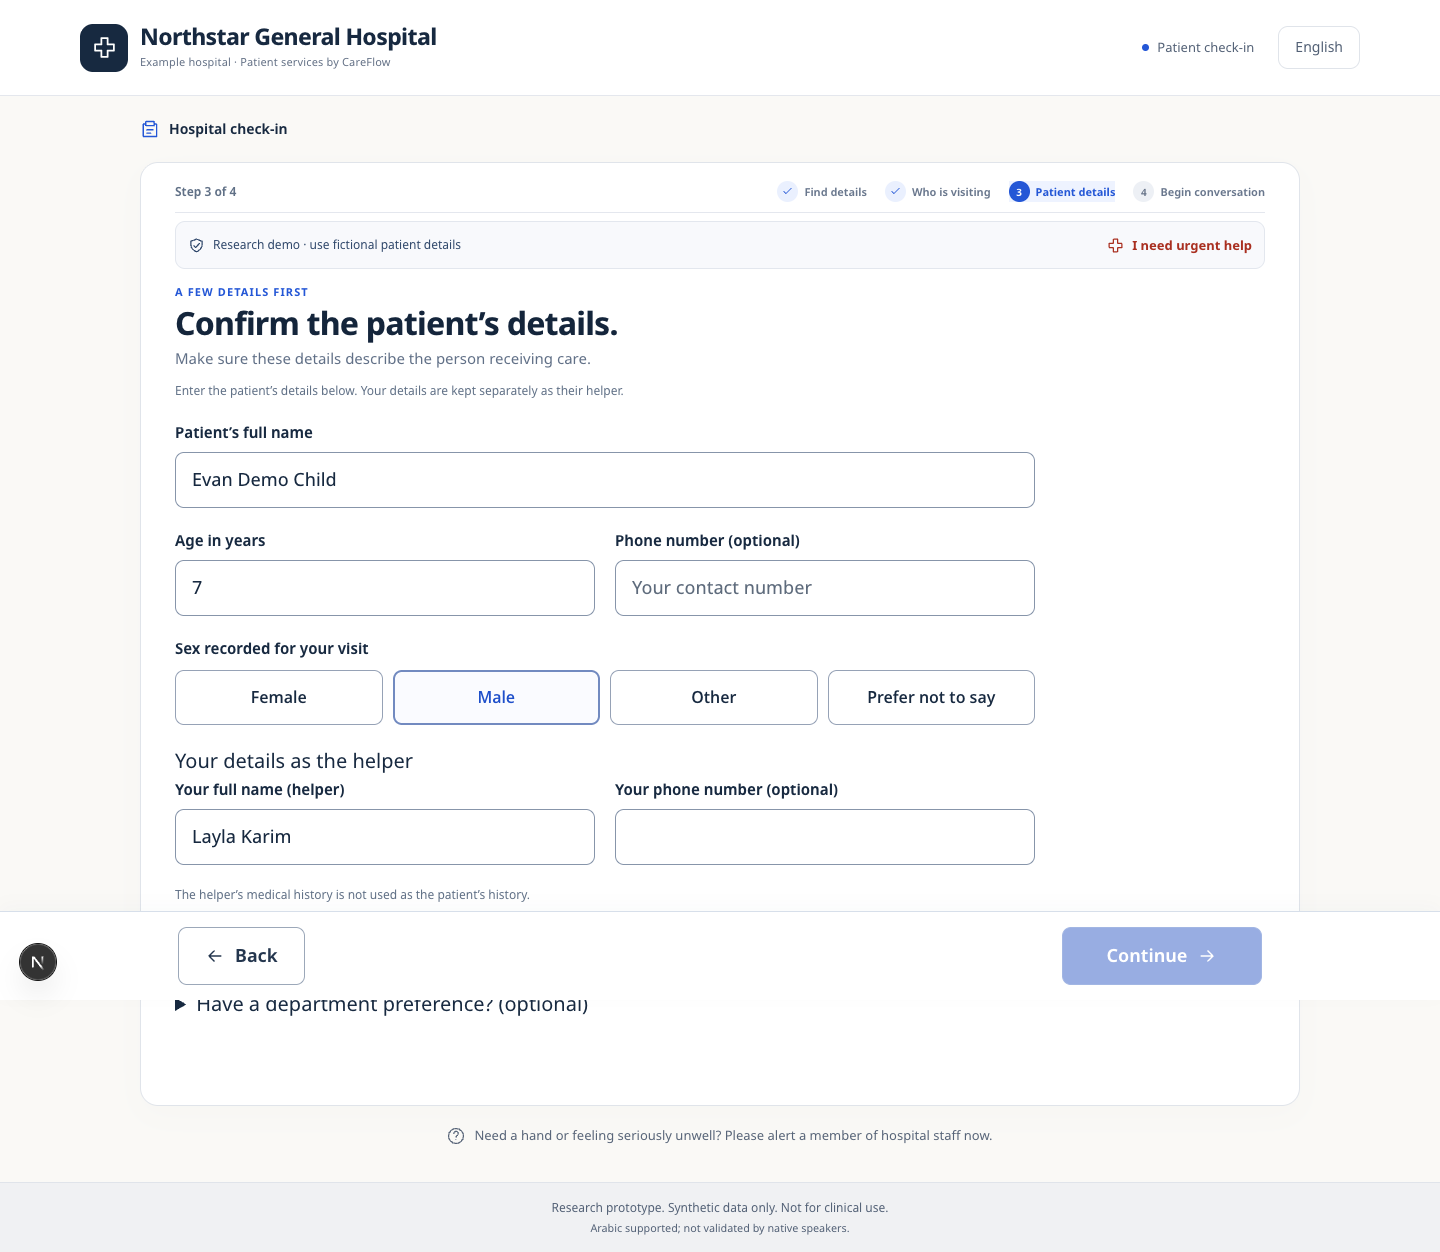 Northstar General Hospital
Example hospital · Patient services by CareFlow
Patient check-in
English
Hospital check-in
Step 3 of 4
Find details
Who is visiting
3 Patient details
4 Begin conversation
Research demo · use fictional patient details
I need urgent help
A FEW DETAILS FIRST
Confirm the patient’s details.
Make sure these details describe the person receiving care.
Enter the patient’s details below. Your details are kept separately as their helper.
Patient’s full name
Evan Demo Child
Age in years
Phone number (optional)
7
Your contact number
Sex recorded for your visit
Female
Male
Other
Prefer not to say
Your details as the helper
Your full name (helper)
Your phone number (optional)
Layla Karim
The helper’s medical history is not used as the patient’s history.
N
Back
Continue
Have a department preference? (optional)
Need a hand or feeling seriously unwell? Please alert a member of hospital staff now.
Research prototype. Synthetic data only. Not for clinical use.
Arabic supported; not validated by native speakers.